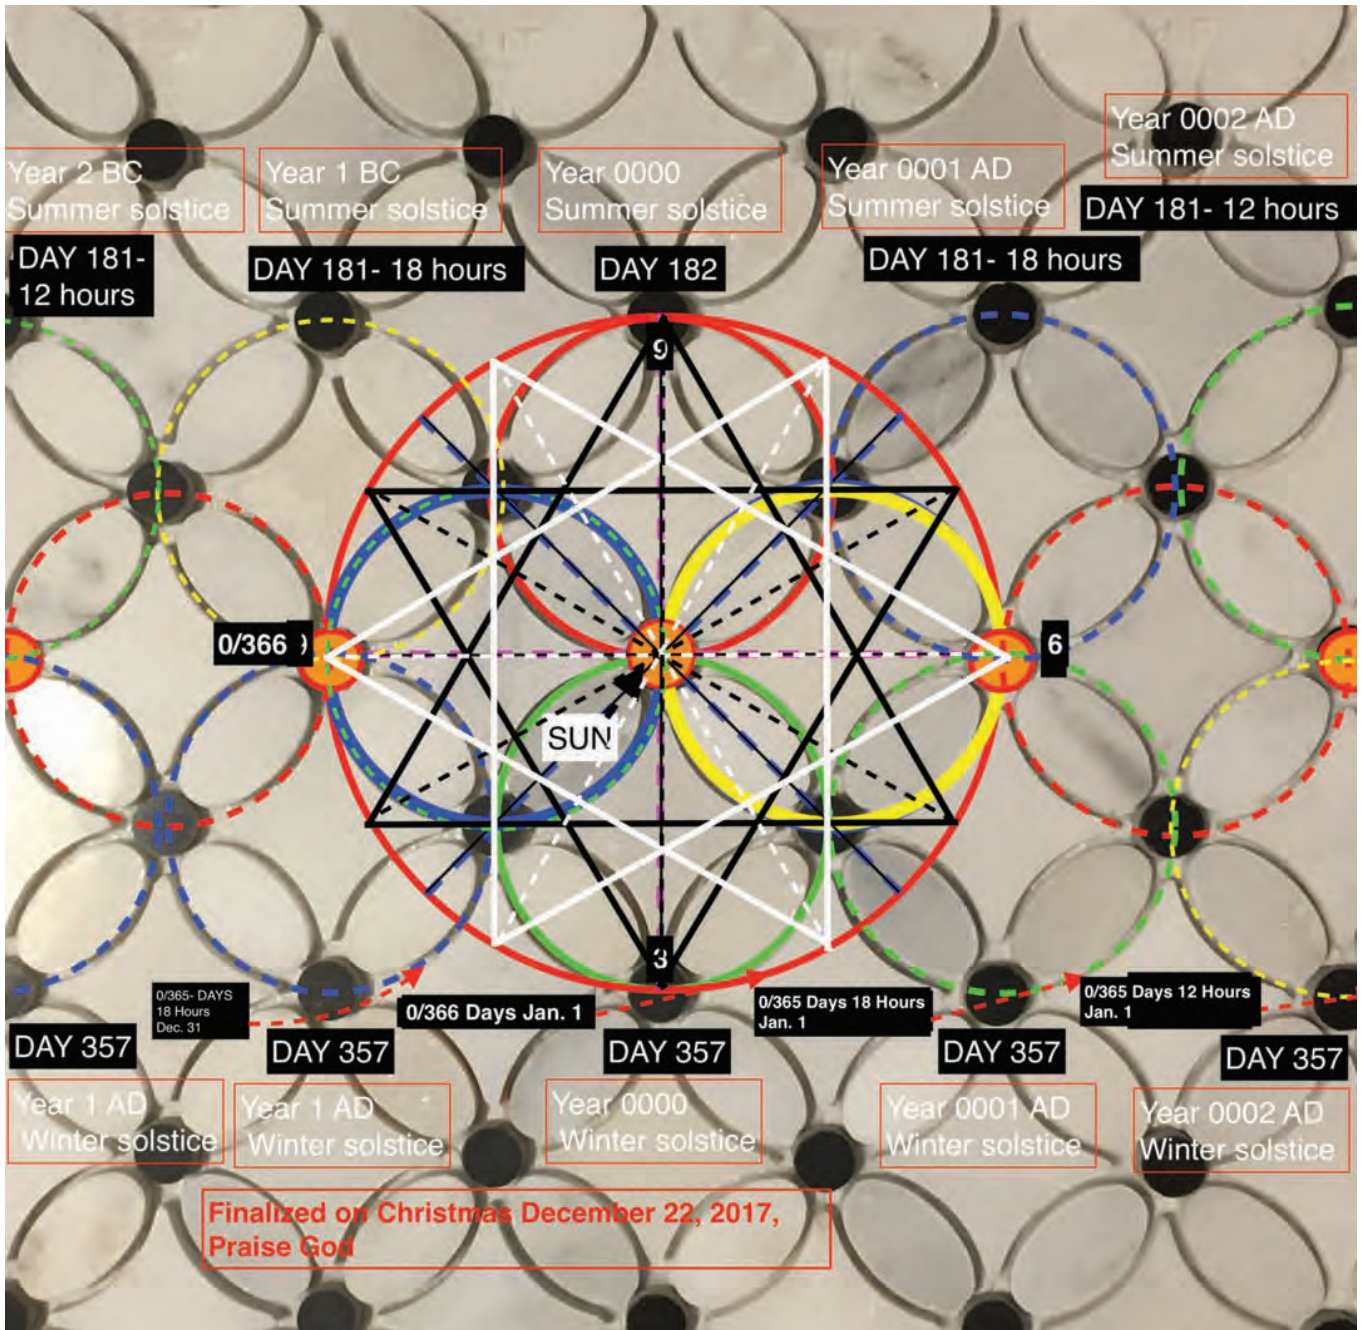 Year 0002 AD
Summer solstice
Year 2 BC
Summer solstice
Year 1 BC
Summer solstice
Year 0000
Summer solstice
Year 0001 AD
Summer solstice
DAY 181- 12 hours
DAY 181-
12 hours
DAY 181- 18 hours
DAY 182
DAY 181- 18 hours
9
0/366
6
SUN
3
0/365- DAYS
18 Hours
Dec. 31
0/366 Days Jan. 1
0/365 Days 18 Hours
Jan. 1
0/365 Days 12 Hours
Jan. 1
DAY 357
DAY 357
DAY 357
DAY 357
DAY 357
Year 1 AD
Winter solstice
Year 1 AD
Winter solstice
Year 0000
Winter solstice
Year 0001 AD
Winter solstice
Year 0002 AD
Winter solstice
Finalized on Christmas December 22, 2017,
Praise God